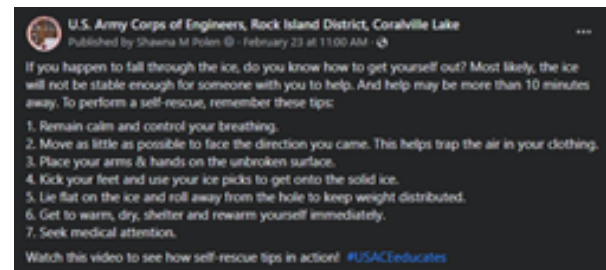 U.S. Army Corps of Engineers, Rock Island District, Coralville Lake
Published by Shawna M Polen · February 23 at 11:00 AM ·
If you happen to fall through the ice, do you know how to get yourself out? Most likely, the ice
will not be stable enough for someone with you to help. And help may be more than 10 minutes
away. To perform a self-rescue, remember these tips:
1. Remain calm and control your breathing.
2. Move as little as possible to face the direction you came. This helps trap the air in your clothing.
3. Place your arms & hands on the unbroken surface.
4. Kick your feet and use your ice picks to get onto the solid ice.
5. Lie flat on the ice and roll away from the hole to keep weight distributed.
6. Get to warm, dry, shelter and rewarm yourself immediately.
7. Seek medical attention.
Watch this video to see how self-rescue tips in action! #USACEeducates